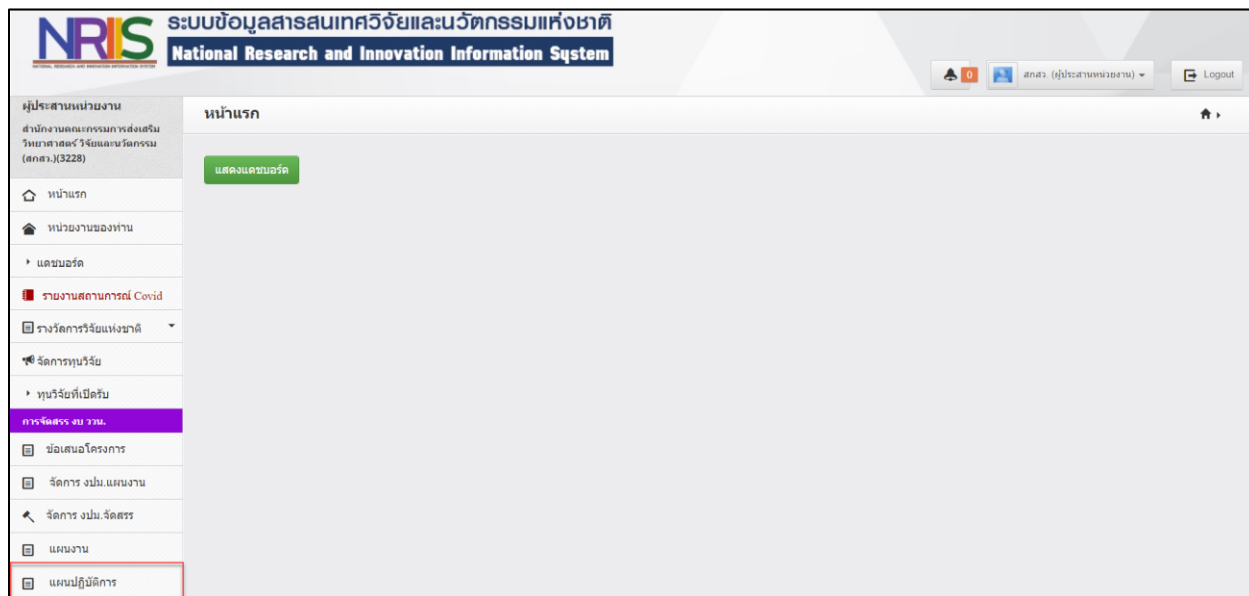 NRIIS
ระบบข้อมูลสารสนเทศวิจัยและนวัตกรรมแห่งชาติ
National Research and Innovation Information System
NATIONAL RESEARCH AND INNOVATION INFORMATION SYSTEM
0
สกสว. (ผู้ประสานหน่วยงาน)
Logout
ผู้ประสานหน่วยงาน
สำนักงานคณะกรรมการส่งเสริม
วิทยาศาสตร์ วิจัยและนวัตกรรม
(สกสว.)(3228)
หน้าแรก
แสดงแดชบอร์ด
หน้าแรก
หน่วยงานของท่าน
แดชบอร์ด
รายงานสถานการณ์ Covid
รางวัลการวิจัยแห่งชาติ
จัดการทุนวิจัย
ทุนวิจัยที่เปิดรับ
การจัดสรร งบ ววน.
ข้อเสนอโครงการ
จัดการ งปม.แผนงาน
จัดการ งปม.จัดสรร
แผนงาน
แผนปฏิบัติการ